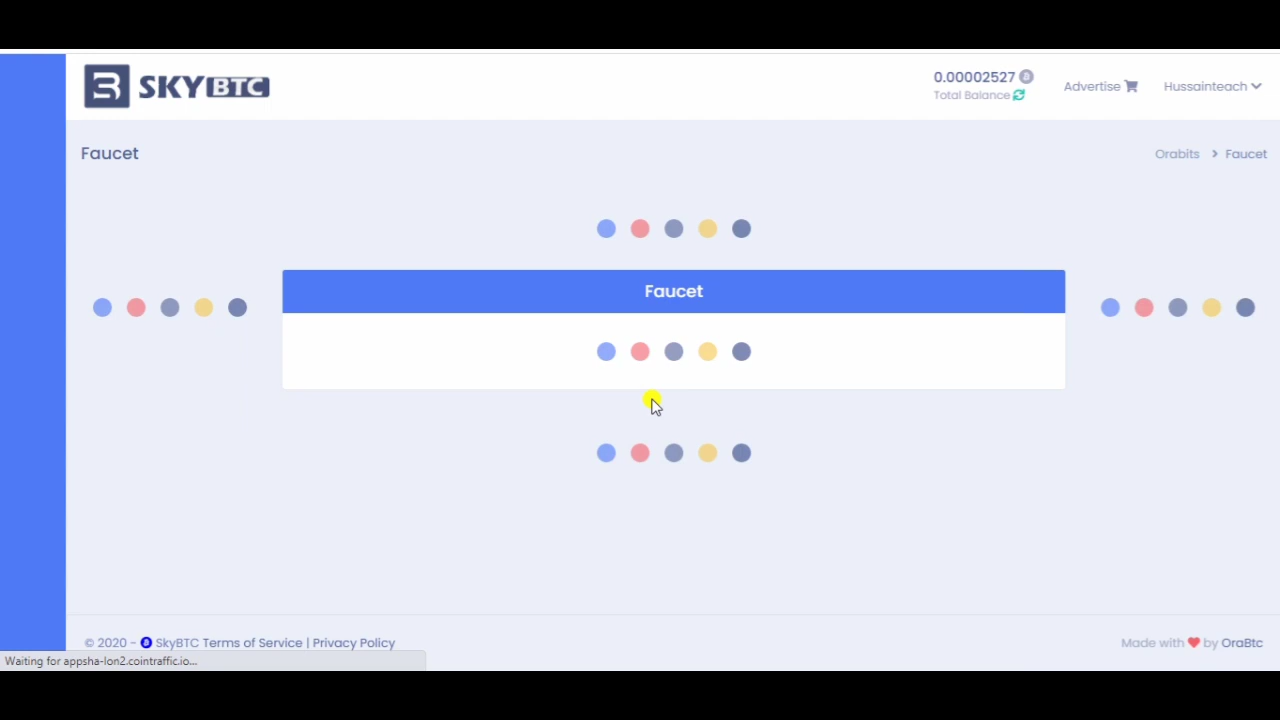 SKYBTC
0.00002527
Total Balance
Advertise
Hussainteach
Faucet
Orabits > Faucet
Faucet
© 2020 - SkyBTC Terms of Service | Privacy Policy
Made with ❤ by OraBtc
Waiting for appsha-lon2.cointraffic.io...